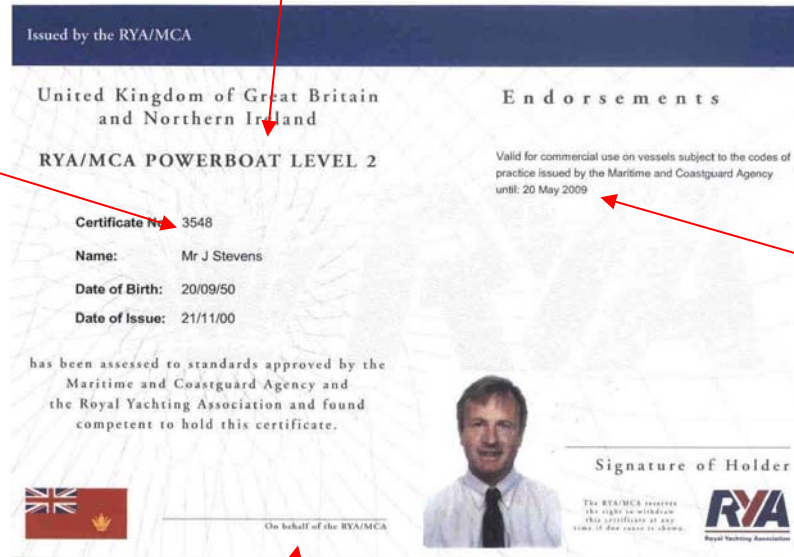 Issued by the RYA/MCA
United Kingdom of Great Britain
and Northern Ireland
RYA/MCA POWERBOAT LEVEL 2
Certificate No 3548
Name: Mr J Stevens
Date of Birth: 20/09/50
Date of Issue: 21/11/00
has been assessed to standards approved by the
Maritime and Coastguard Agency and
the Royal Yachting Association and found
competent to hold this certificate.
On behalf of the RYA/MCA
Endorsements
Valid for commercial use on vessels subject to the codes of
practice issued by the Maritime and Coastguard Agency
until: 20 May 2009
Signature of Holder
The RYA/MCA reserves
the right to withdraw
this certificate at any
time if due cause is shown.
RYA
Royal Yachting Association
RYA